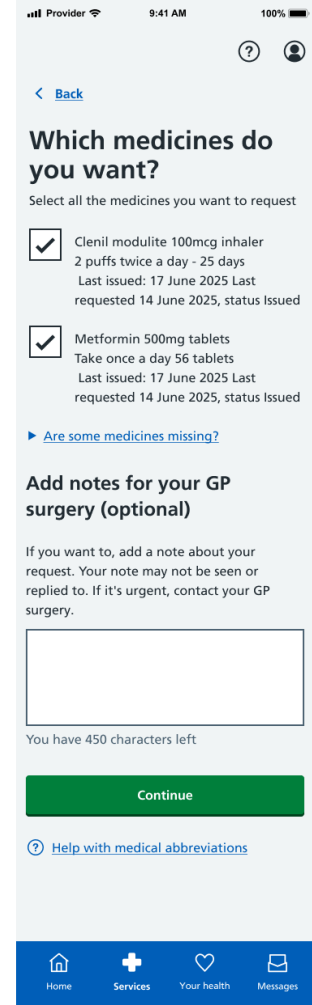 Provider 9:41 AM 100%
?
Back
Which medicines do
you want?
Select all the medicines you want to request
Clenil modulite 100mcg inhaler
2 puffs twice a day - 25 days
Last issued: 17 June 2025 Last
requested 14 June 2025, status Issued
Metformin 500mg tablets
Take once a day 56 tablets
Last issued: 17 June 2025 Last
requested 14 June 2025, status Issued
Are some medicines missing?
Add notes for your GP
surgery (optional)
If you want to, add a note about your
request. Your note may not be seen or
replied to. If it's urgent, contact your GP
surgery.
You have 450 characters left
Continue
? Help with medical abbreviations
Home Services Your health Messages